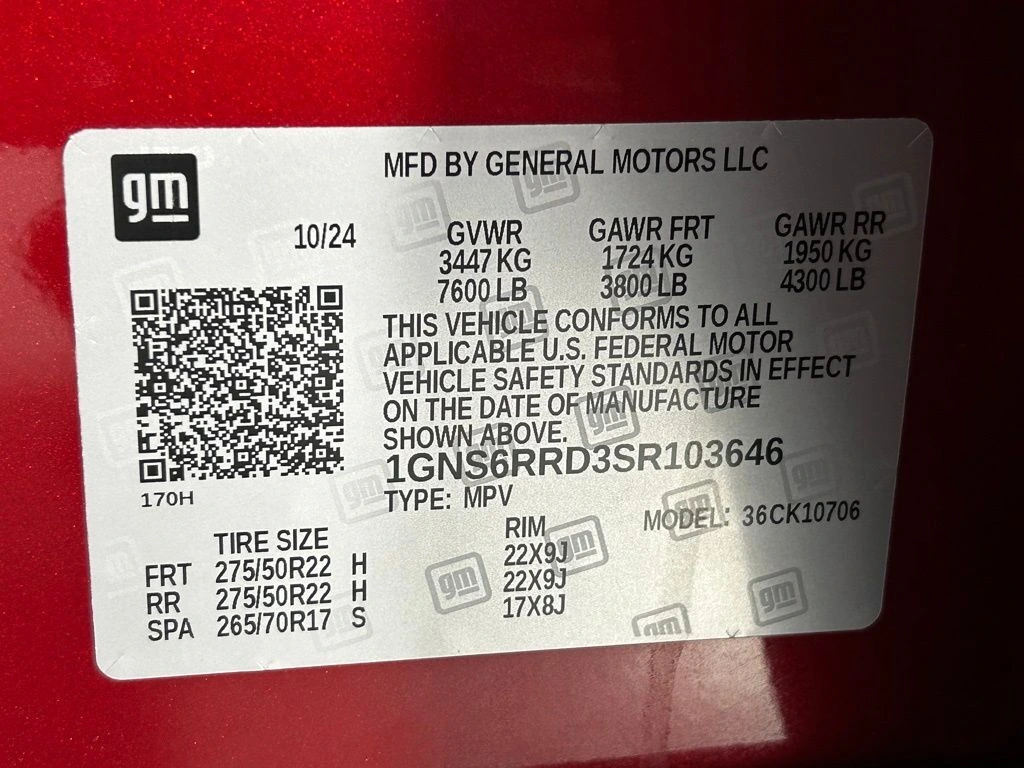 gm
MFD BY GENERAL MOTORS LLC
10/24
GVWR GAWR FRT GAWR RR
3447 KG 1724 KG 1950 KG
7600 LB 3800 LB 4300 LB
THIS VEHICLE CONFORMS TO ALL
APPLICABLE U.S. FEDERAL MOTOR
VEHICLE SAFETY STANDARDS IN EFFECT
ON THE DATE OF MANUFACTURE
SHOWN ABOVE.
1GNS6RRD3SR103646
170H
TYPE: MPV MODEL: 36CK10706
TIRE SIZE RIM
FRT 275/50R22 H 22X9J
RR 275/50R22 H 22X9J
SPA 265/70R17 S 17X8J